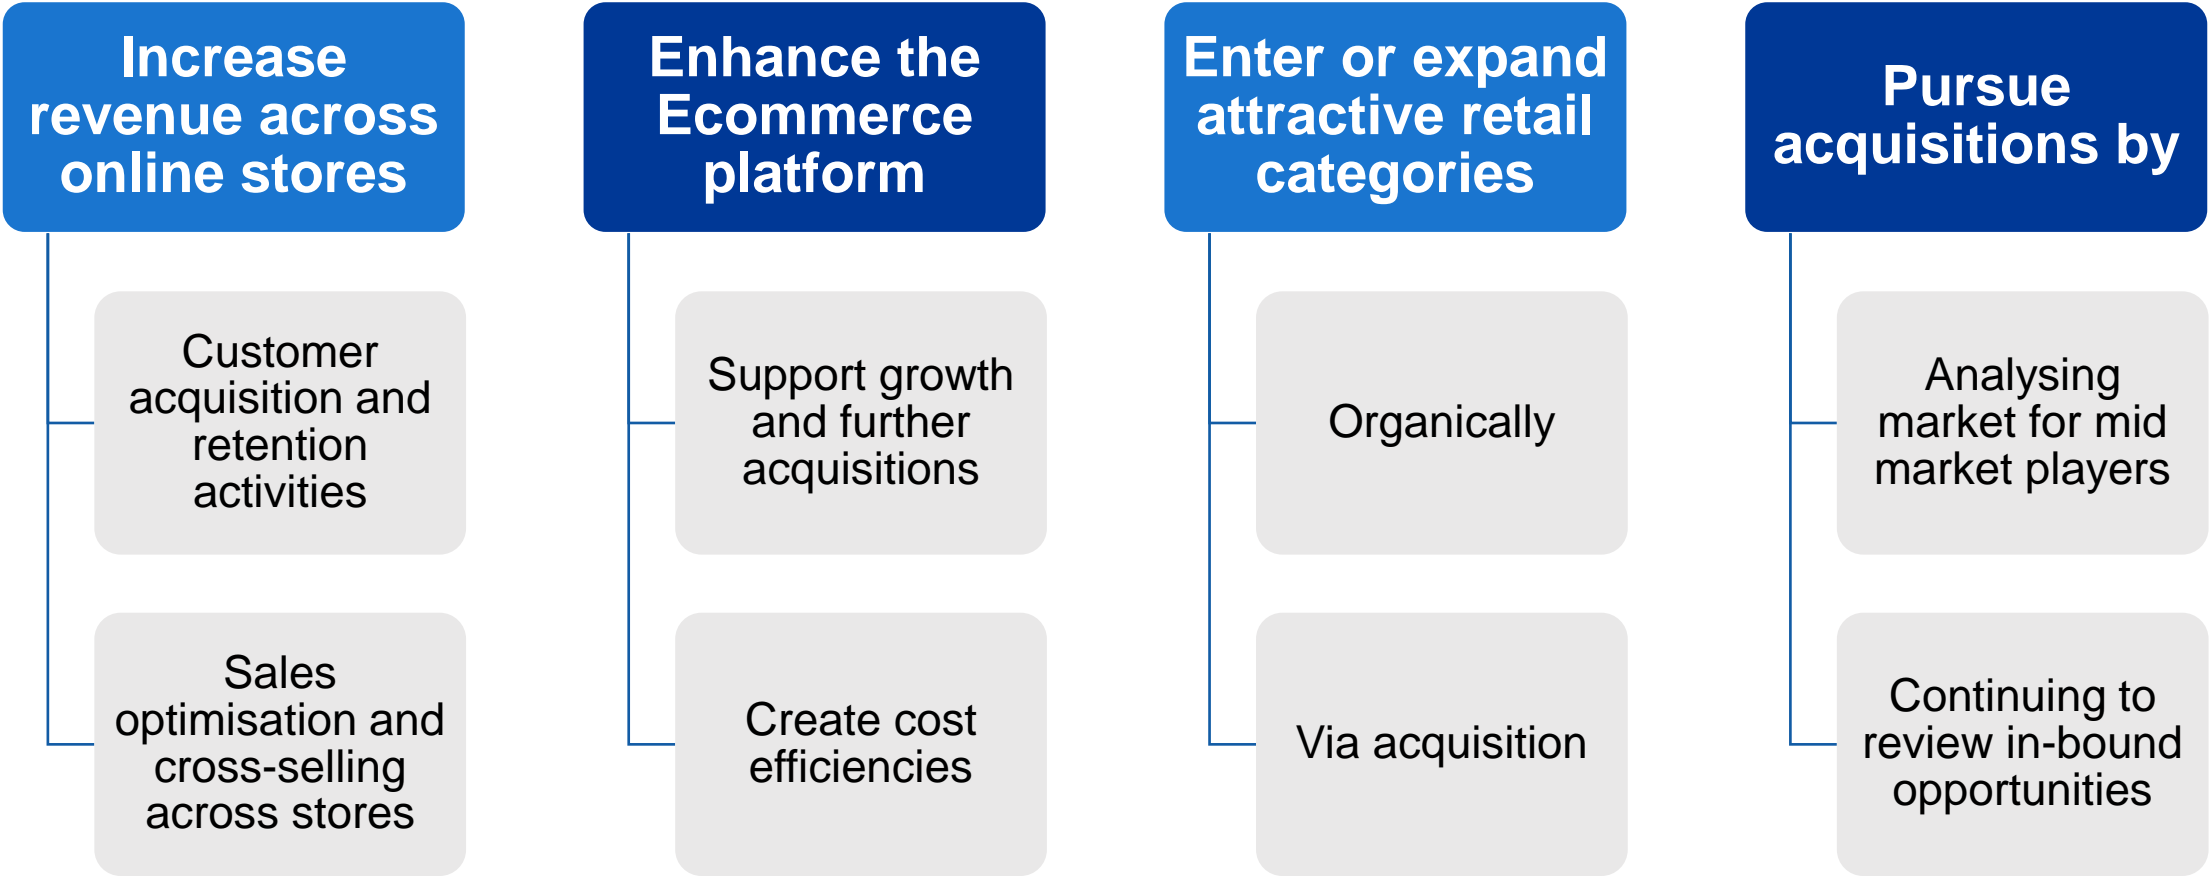 Increase
revenue across
online stores
Customer
acquisition and
retention
activities
Sales
optimisation and
cross-selling
across stores
Enhance the
Ecommerce
platform
Support growth
and further
acquisitions
Create cost
efficiencies
Enter or expand
attractive retail
categories
Organically
Via acquisition
Pursue
acquisitions by
Analysing
market for mid
market players
Continuing to
review in-bound
opportunities